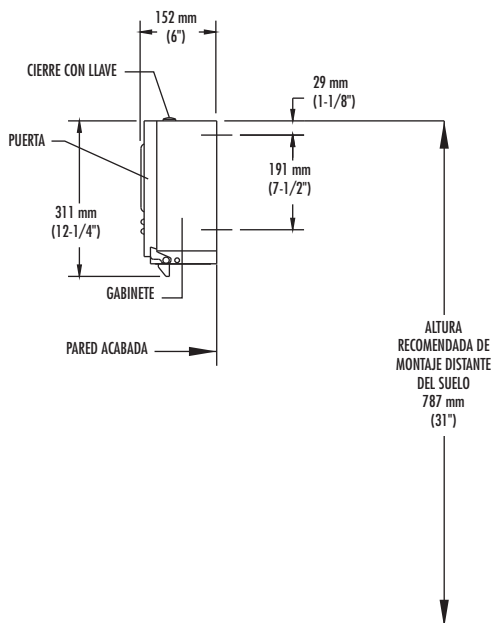 152 mm
(6")
CIERRE CON LLAVE
29 mm
(1-1/8")
PUERTA
191 mm
(7-1/2")
311 mm
(12-1/4")
GABINETE
PARED ACABADA
ALTURA
RECOMENDADA DE
MONTAJE DISTANTE
DEL SUELO
787 mm
(31")